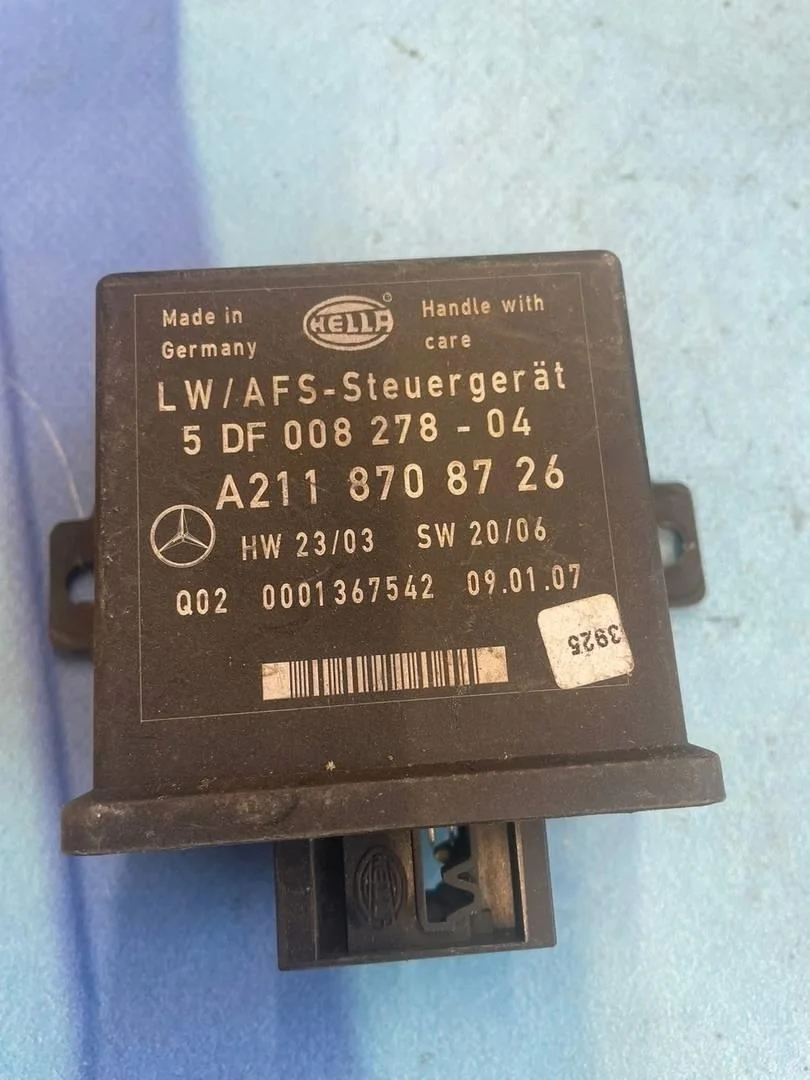 Made in
Germany
HELLA
Handle with
care
LW/AFS-Steuergerät
5 DF 008 278 - 04
A211 870 87 26
HW 23/03 SW 20/06
Q02 0001367542 09.01.07
3925